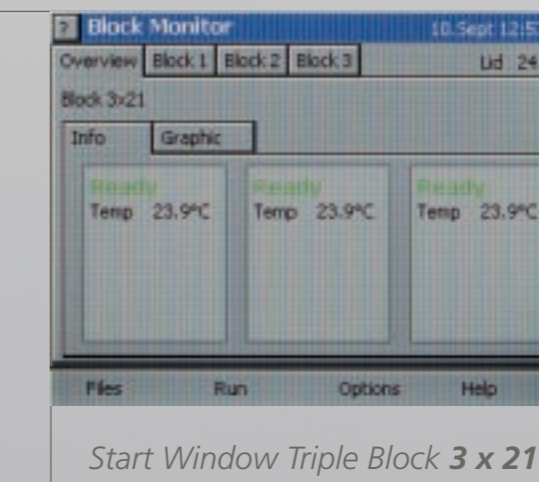 ? Block Monitor 10.Sept 12:5
Overview Block 1 Block 2 Block 3 Lid 24
Block 3x21
Info Graphic
Ready Ready Ready
Temp 23.9°C Temp 23.9°C Temp 23.9°C
Files Run Options Help
Start Window Triple Block 3 x 21